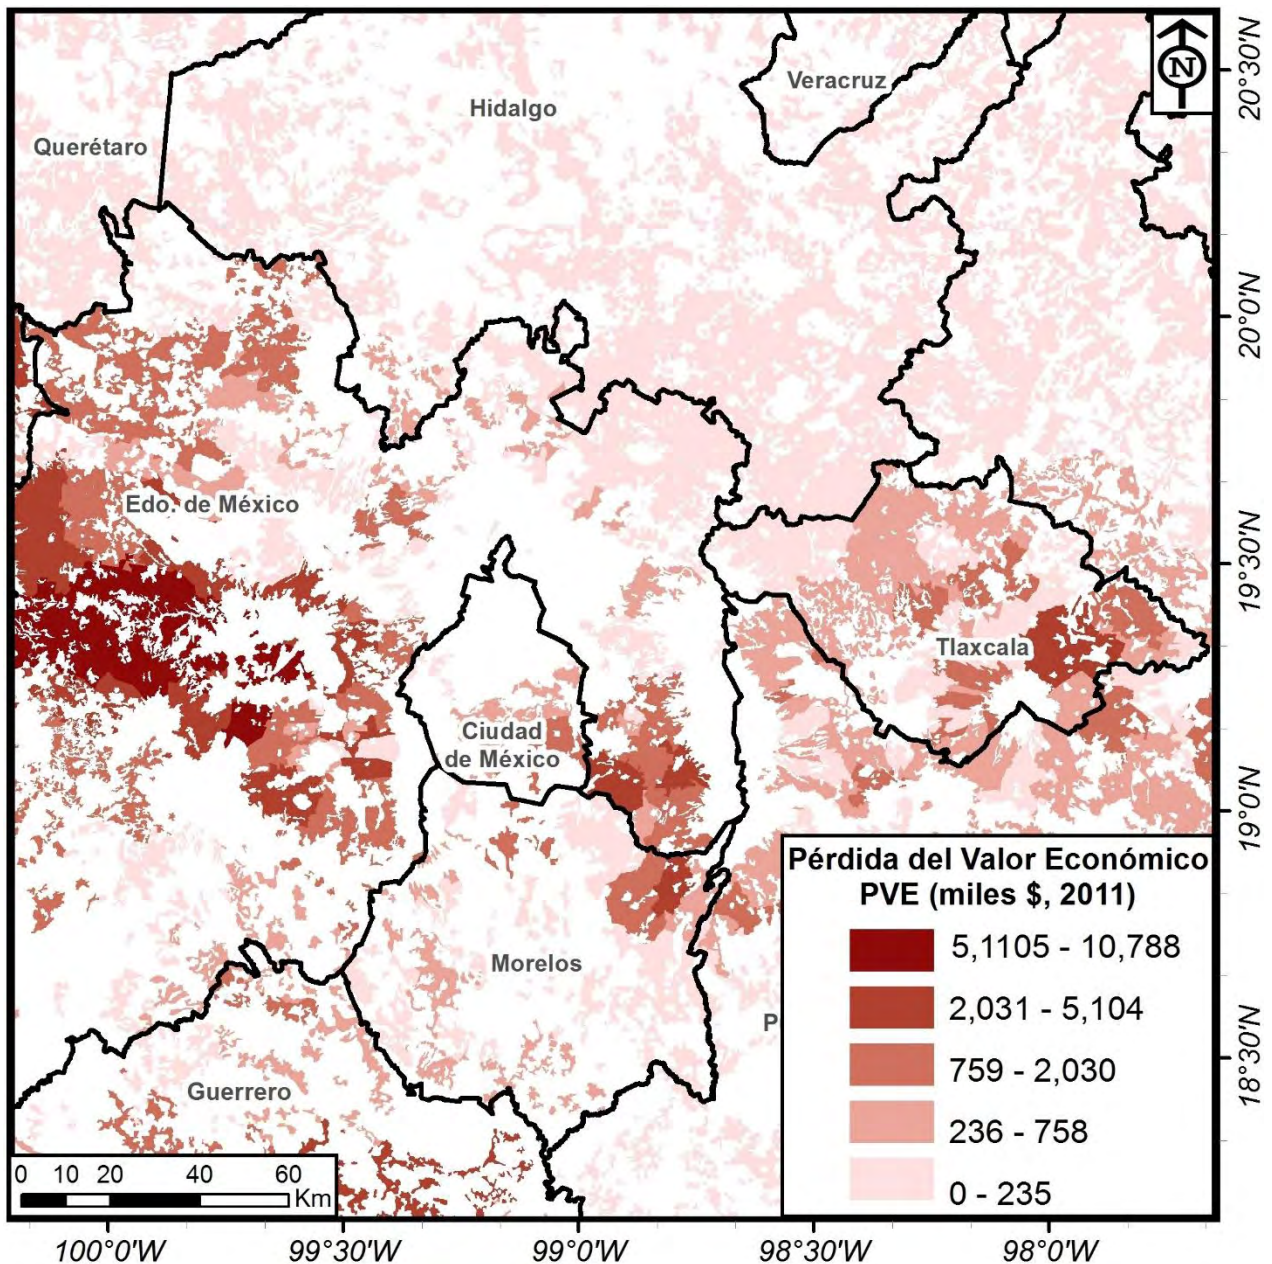 N
Veracruz
Hidalgo
Querétaro
Edo. de México
Tlaxcala
Ciudad
de México
Morelos
P
Guerrero
20°30'N
20°0'N
19°30'N
19°0'N
18°30'N
Pérdida del Valor Económico
PVE (miles $, 2011)
5,1105 - 10,788
2,031 - 5,104
759 - 2,030
236 - 758
0 - 235
0 10 20 40 60
Km
100°0'W 99°30'W 99°0'W 98°30'W 98°0'W